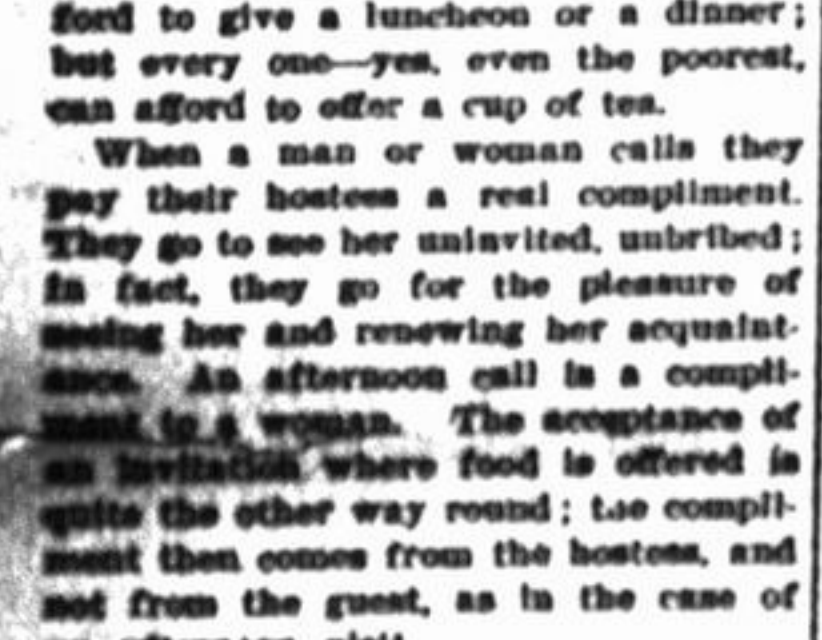 ford to give a luncheon or a dinner;
but every one—yes, even the poorest,
can afford to offer a cup of tea.
When a man or woman calls they
pay their hostess a real compliment.
They go to see her uninvited, unbribed;
in fact, they go for the pleasure of
seeing her and renewing her acquaint-
ance. An afternoon call is a compli-
ment to a woman. The acceptance of
an invitation where food is offered is
quite the other way round; the compli-
ment then comes from the hostess, and
not from the guest, as in the case of
an afternoon visit